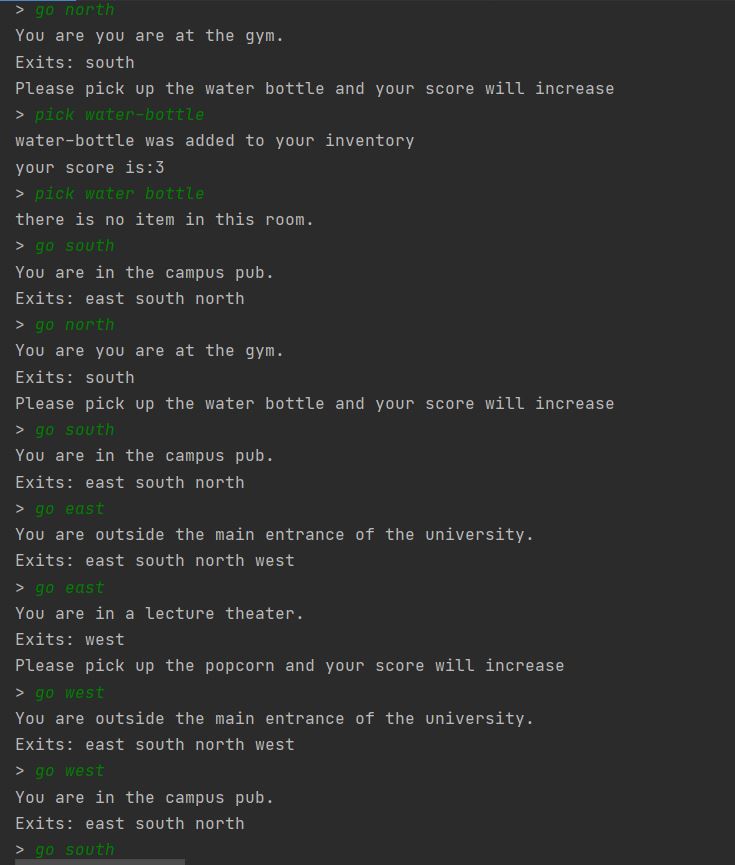 > go north
You are you are at the gym.
Exits: south
Please pick up the water bottle and your score will increase
> pick water-bottle
water-bottle was added to your inventory
your score is:3
> pick water bottle
there is no item in this room.
> go south
You are in the campus pub.
Exits: east south north
> go north
You are you are at the gym.
Exits: south
Please pick up the water bottle and your score will increase
> go south
You are in the campus pub.
Exits: east south north
> go east
You are outside the main entrance of the university.
Exits: east south north west
> go east
You are in a lecture theater.
Exits: west
Please pick up the popcorn and your score will increase
> go west
You are outside the main entrance of the university.
Exits: east south north west
> go west
You are in the campus pub.
Exits: east south north
> go south